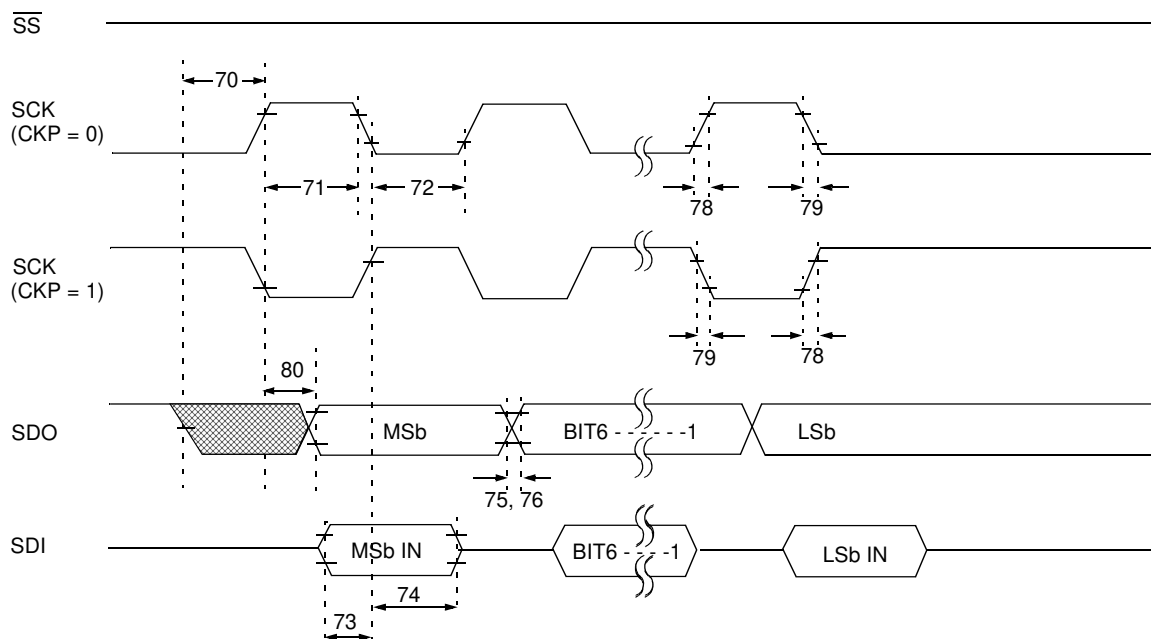 SS
70
SCK
(CKP = 0)
71
72
78
79
SCK
(CKP = 1)
79
78
80
SDO
MSb
BIT6 - - - - - -1
LSb
75, 76
SDI
MSb IN
BIT6 - - - - -1
LSb IN
74
73